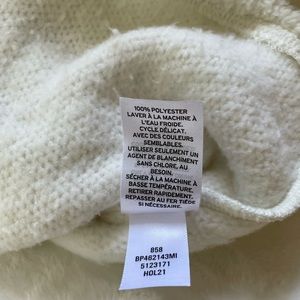 100% POLYESTER
LAVER À LA MACHINE À
L'EAU FROIDE.
CYCLE DÉLICAT,
AVEC DES COULEURS
SEMBLABLES.
UTILISER SEULEMENT UN
AGENT DE BLANCHIMENT
SANS CHLORE, AU
BESOIN.
SÉCHER À LA MACHINE À
BASSE TEMPÉRATURE.
RETIRER RAPIDEMENT.
REPASSER AU FER TIÈDE
SI NÉCESSAIRE.
858
BP462143MI
5123171
HOL21